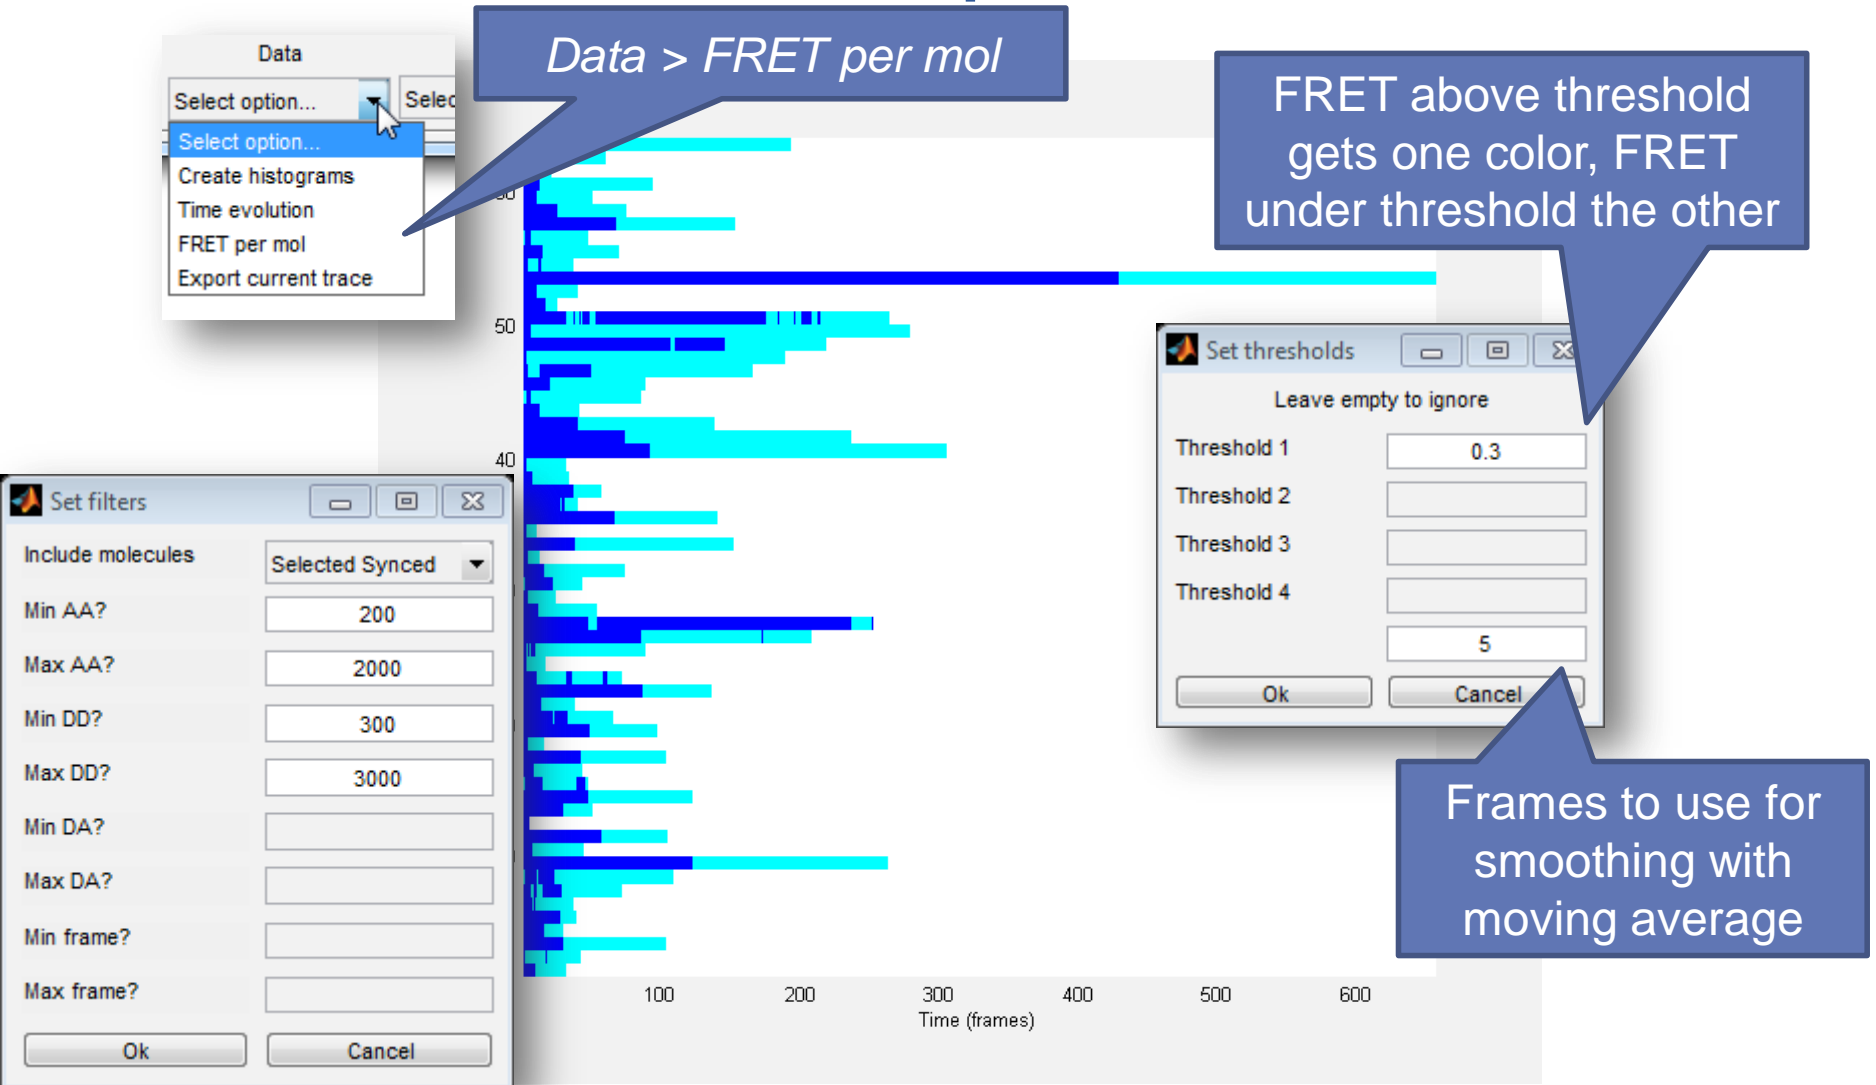 Data
Select option...
Selec
Select option...
Create histograms
Time evolution
FRET per mol
Export current trace
Data > FRET per mol
FRET above threshold
gets one color, FRET
under threshold the other
50
40
100
200
300
400
500
600
Time (frames)
Set thresholds
Leave empty to ignore
Threshold 1
0.3
Threshold 2
Threshold 3
Threshold 4
5
Ok
Cancel
Frames to use for
smoothing with
moving average
Set filters
Include molecules
Selected Synced
Min AA?
200
Max AA?
2000
Min DD?
300
Max DD?
3000
Min DA?
Max DA?
Min frame?
Max frame?
Ok
Cancel